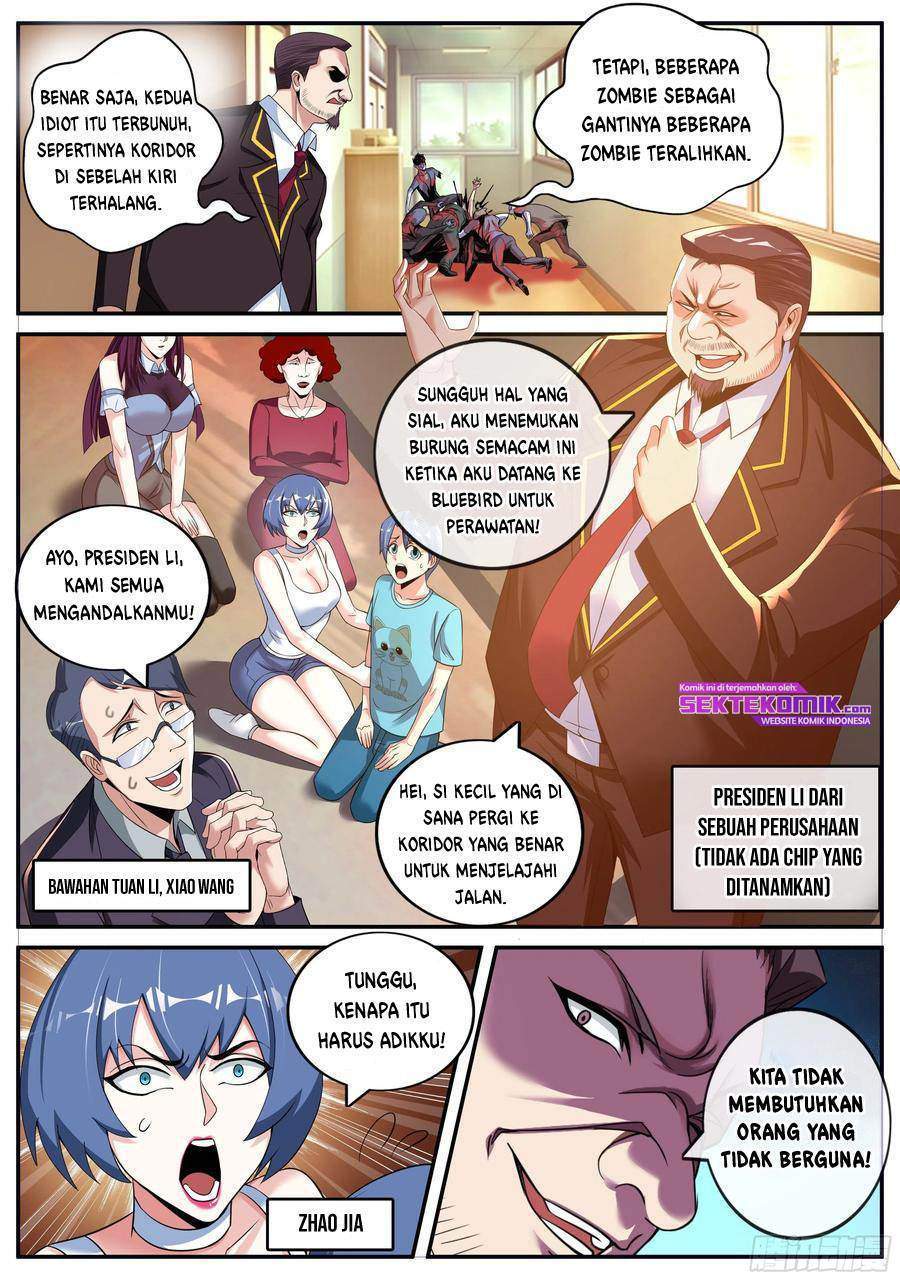 BENAR SAJA, KEDUA
IDIOT ITU TERBUNUH,
SEPERTINYA KORIDOR
DI SEBELAH KIRI
TERHALANG.
TETAPI, BEBERAPA
ZOMBIE SEBAGAI
GANTINYA BEBERAPA
ZOMBIE TERALIHKAN.
SUNGGUH HAL YANG
SIAL, AKU MENEMUKAN
BURUNG SEMACAM INI
KETIKA AKU DATANG KE
BLUEBIRD UNTUK
PERAWATAN!
AYO, PRESIDEN LI,
KAMI SEMUA
MENGANDALKANMU!
Komik ini di terjemahkan oleh:
SEKTEKOMIK.com
WEBSITE KOMIK INDONESIA
HEI, SI KECIL YANG DI
SANA PERGI KE
KORIDOR YANG BENAR
UNTUK MENJELAJAHI
JALAN.
PRESIDEN LI DARI
SEBUAH PERUSAHAAN
(TIDAK ADA CHIP YANG
DITANAMKAN)
BAWAHAN TUAN LI, XIAO WANG
TUNGGU,
KENAPA ITU
HARUS ADIKKU!
ZHAO JIA
KITA TIDAK
MEMBUTUHKAN
ORANG YANG
TIDAK BERGUNA!
腾讯动漫